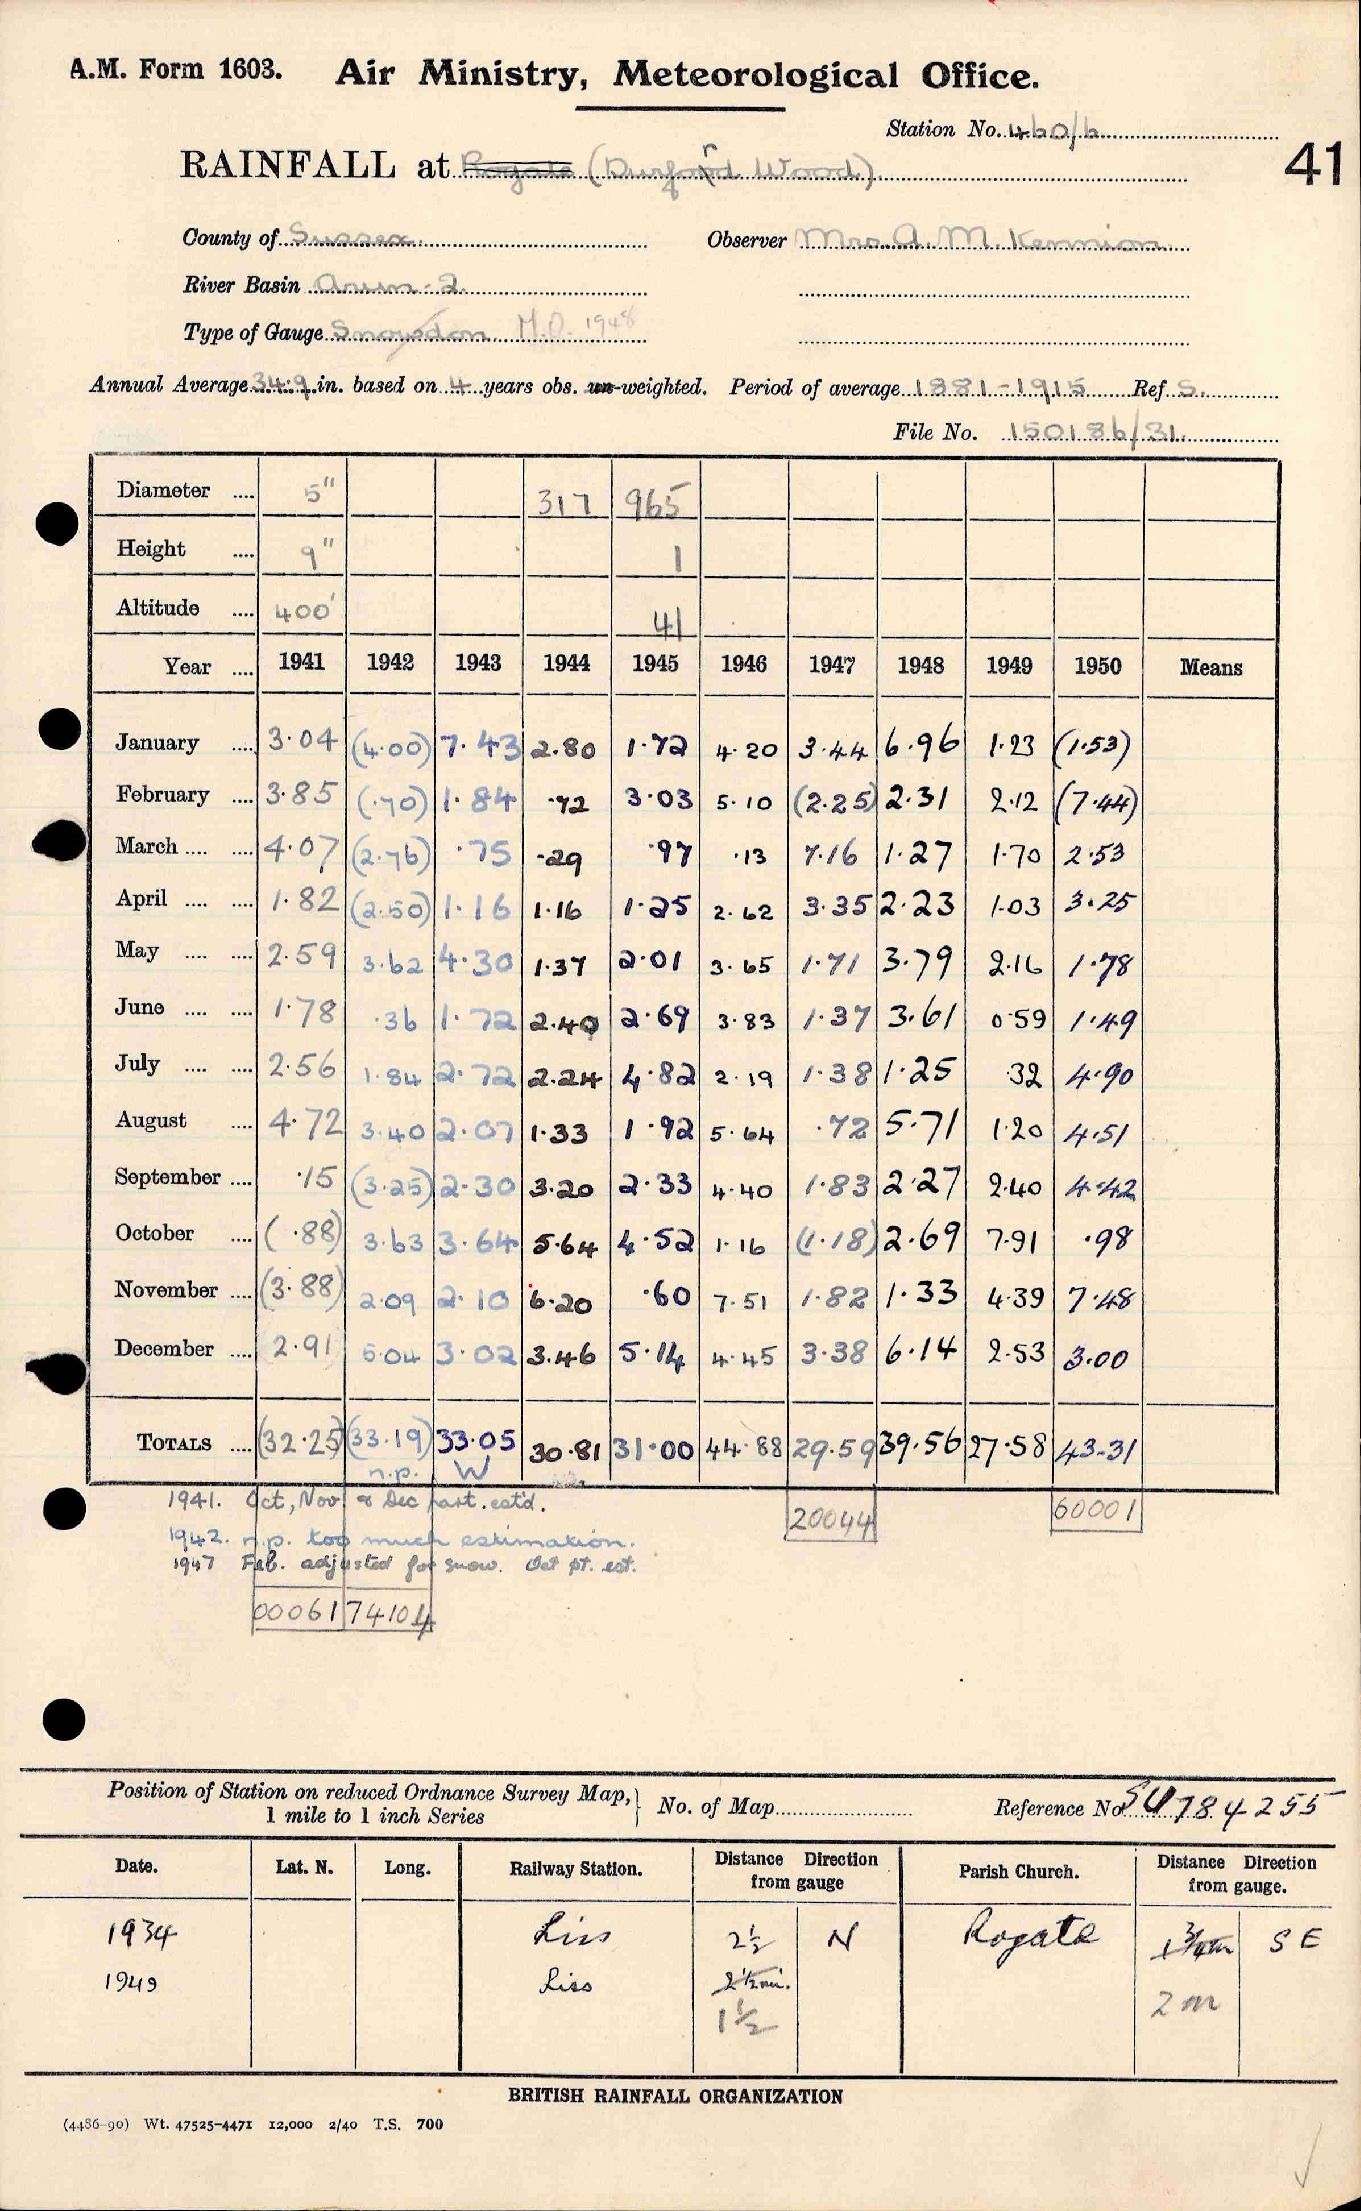 A.M. Form 1603. Air Ministry, Meteorological Office.
Station No. 460/6
RAINFALL at Rogate (Durford Wood) 41
County of Sussex. Observer Mrs. A. M. Kennion
River Basin Arun-2.
Type of Gauge Snowdon M.O. 1948
Annual Average 34.9 in. based on 4 years obs. un-weighted. Period of average 1881-1915 Ref S.
File No. 150186/31.
Diameter .... 5" 317 965
Height .... 9" 1
Altitude .... 400' 41
Year .... 1941 1942 1943 1944 1945 1946 1947 1948 1949 1950 Means
January .... 3.04 (4.00) 7.43 2.80 1.72 4.20 3.44 6.96 1.23 (1.53)
February .... 3.85 (.70) 1.84 .72 3.03 5.10 (2.25) 2.31 2.12 (7.44)
March .... .... 4.07 (2.76) .75 .29 .97 .13 7.16 1.27 1.70 2.53
April .... .... 1.82 (2.50) 1.16 1.16 1.25 2.62 3.35 2.23 1.03 3.25
May .... .... 2.59 3.62 4.30 1.37 2.01 3.65 1.71 3.79 2.16 1.78
June .... .... 1.78 .36 1.72 2.40 2.69 3.83 1.37 3.61 0.59 1.49
July .... .... 2.56 1.84 2.72 2.24 4.82 2.19 1.38 1.25 .32 4.90
August .... 4.72 3.40 2.07 1.33 1.92 5.64 .72 5.71 1.20 4.51
September .... .15 (3.25) 2.30 3.20 2.33 4.40 1.83 2.27 2.40 4.42
October .... (.88) 3.63 3.64 5.64 4.52 1.16 (1.18) 2.69 7.91 .98
November .... (3.88) 2.09 2.10 6.20 .60 7.51 1.82 1.33 4.39 7.48
December .... 2.91 5.04 3.02 3.46 5.14 4.45 3.38 6.14 2.53 3.00
TOTALS .... (32.25) (33.19) 33.05 30.81 31.00 44.88 29.59 39.56 27.58 43.31
n.p. W
1941. Oct, Nov & Dec part. est'd.
20044 60001
1942. n.p. too much estimation.
1947 Feb. adjusted for snow. Oct pt. est.
00061 74104
Position of Station on reduced Ordnance Survey Map, 1 mile to 1 inch Series No. of Map Reference No SU 784255
Date. Lat. N. Long. Railway Station. Distance Direction from gauge Parish Church. Distance Direction from gauge.
1934 Liss 2½ N Rogate 1¾m SE
1949 Liss 2½mi.
1½ 2m
BRITISH RAINFALL ORGANIZATION
(4486-90) Wt. 47525-4471 12,000 2/40 T.S. 700